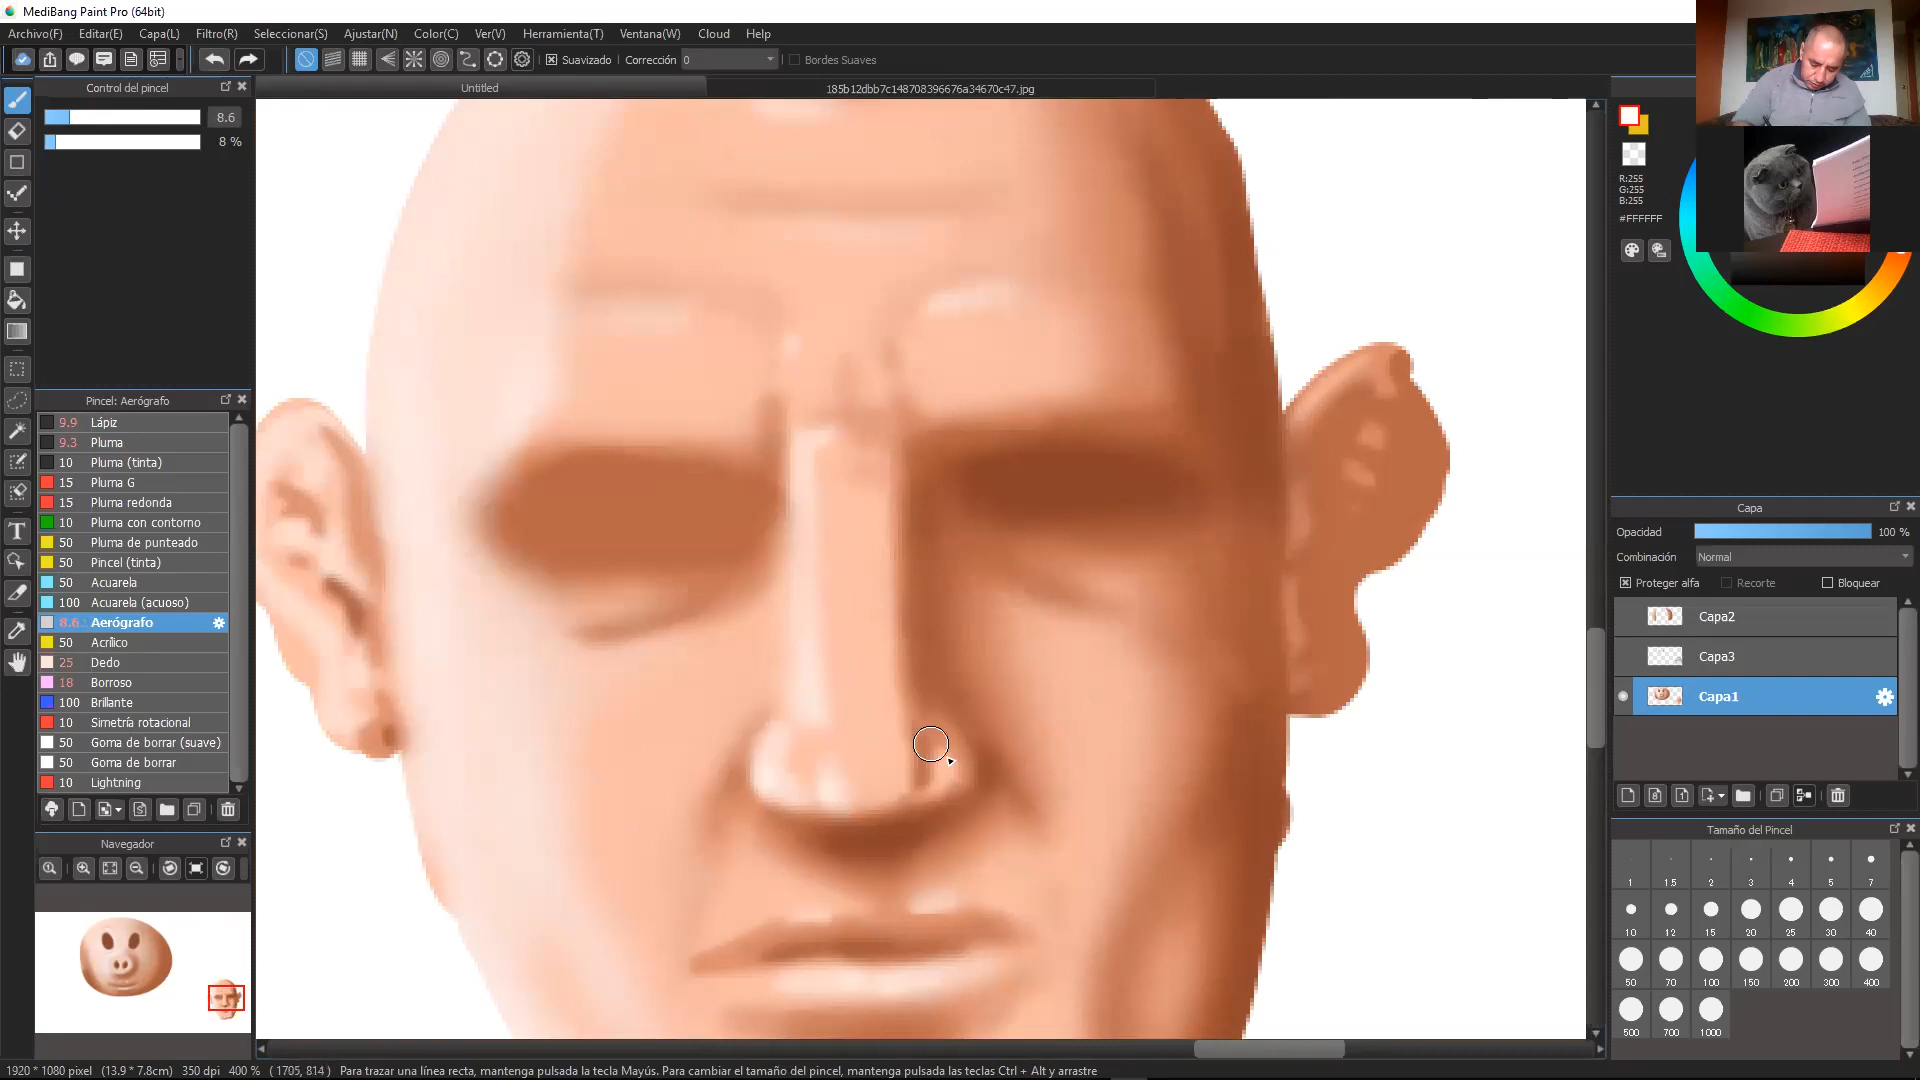 MediBang Paint Pro (64bit)
Archivo(F) Editar(E) Capa(L) Filtro(R) Seleccionar(S) Ajustar(N) Color(C) Ver(V) Herramienta(T) Ventana(W) Cloud Help
Suavizado Corrección 0 Bordes Suaves
Control del pincel
8.6
8 %
Untitled
185b12dbb7c148708396676a34670c47.jpg
R:255
G:255
B:255
#FFFFFF
Pincel: Aerógrafo
9.9 Lápiz
9.3 Pluma
10 Pluma (tinta)
15 Pluma G
15 Pluma redonda
10 Pluma con contorno
50 Pluma de punteado
50 Pincel (tinta)
50 Acuarela
100 Acuarela (acuoso)
8.6 Aerógrafo
50 Acrílico
25 Dedo
18 Borroso
100 Brillante
10 Simetría rotacional
50 Goma de borrar (suave)
50 Goma de borrar
10 Lightning
Navegador
Capa
Opacidad 100 %
Combinación Normal
Proteger alfa Recorte Bloquear
Capa2
Capa3
Capa1
Tamaño del Pincel
1 1.5 2 3 4 5 7
10 12 15 20 25 30 40
50 70 100 150 200 300 400
500 700 1000
1920 * 1080 pixel (13.9 * 7.8cm) 350 dpi 400 % ( 1705, 814 ) Para trazar una línea recta, mantenga pulsada la tecla Mayús. Para cambiar el tamaño del pincel, mantenga pulsada las teclas Ctrl + Alt y arrastre